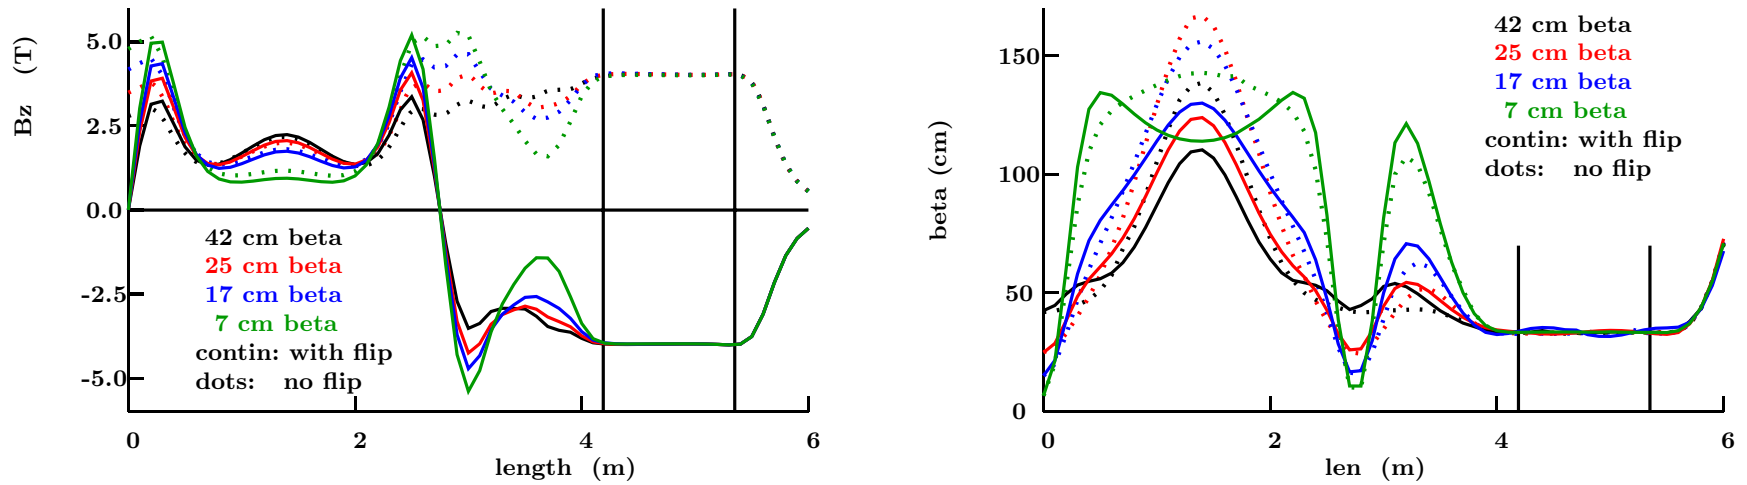 Bz (T)
5.0
2.5
0.0
-2.5
-5.0
42 cm beta
25 cm beta
17 cm beta
7 cm beta
contin: with flip
dots: no flip
0 2 4 6
length (m)
beta (cm)
150
100
50
0
42 cm beta
25 cm beta
17 cm beta
7 cm beta
contin: with flip
dots: no flip
0 2 4 6
len (m)